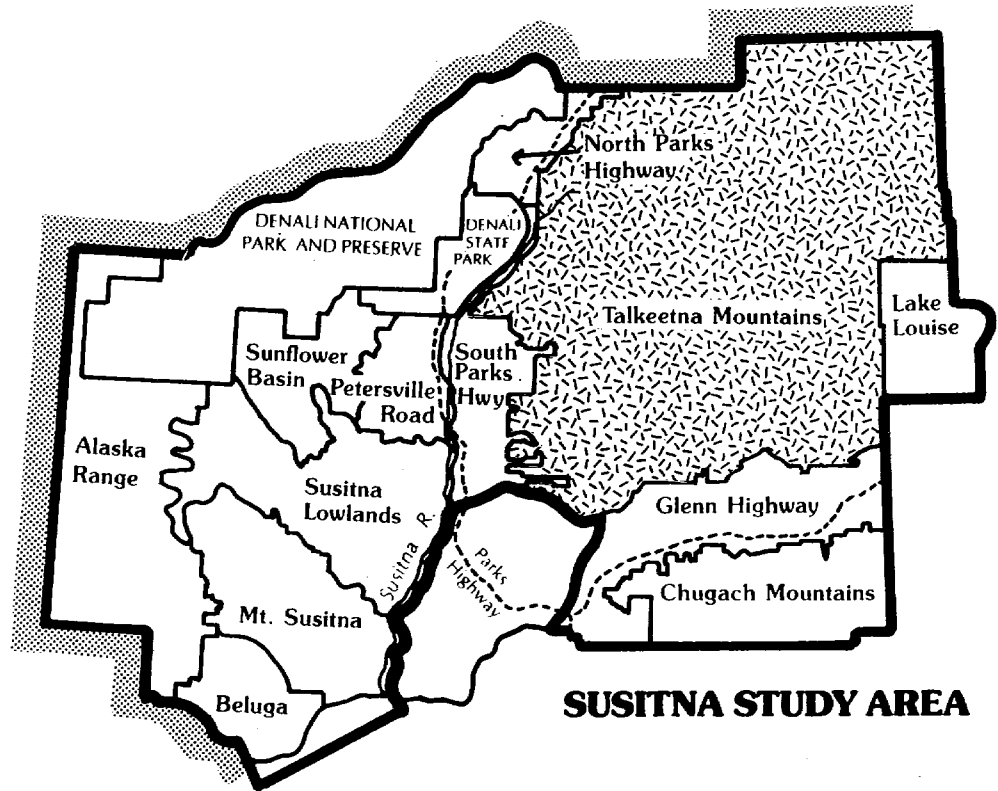 North Parks
Highway
DENALI NATIONAL
PARK AND PRESERVE
DENALI
STATE
PARK
Lake
Louise
Talkeetna Mountains
Sunflower
Basin
South
Parks
Hwy
Petersville
Road
Alaska
Range
Susitna
Lowlands
Glenn Highway
Susitna R.
Parks
Highway
Chugach Mountains
Mt. Susitna
Beluga
SUSITNA STUDY AREA